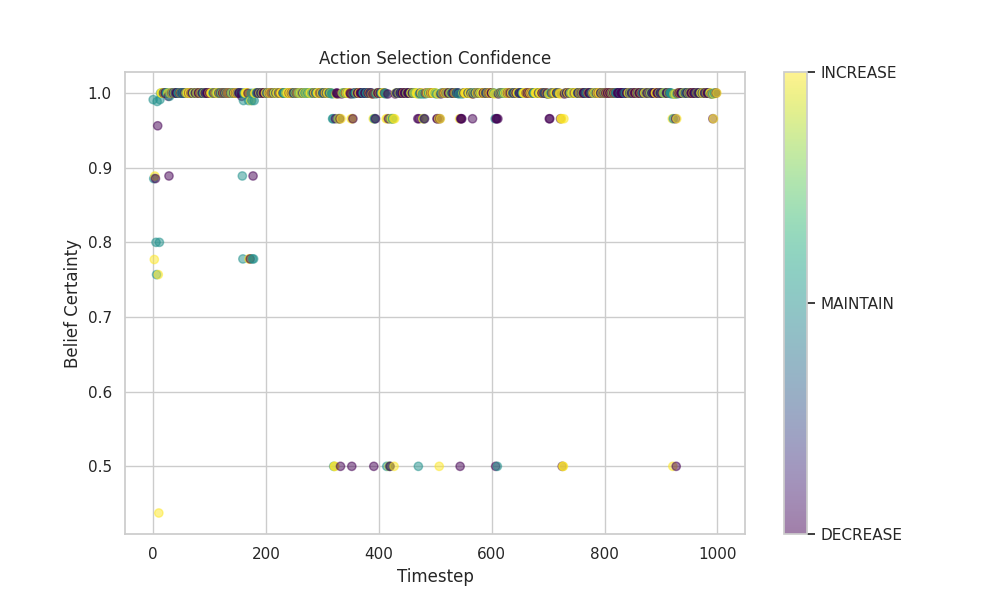 Action Selection Confidence
1.0
0.9
0.8
0.7
0.6
0.5
Belief Certainty
0 200 400 600 800 1000
Timestep
INCREASE
MAINTAIN
DECREASE